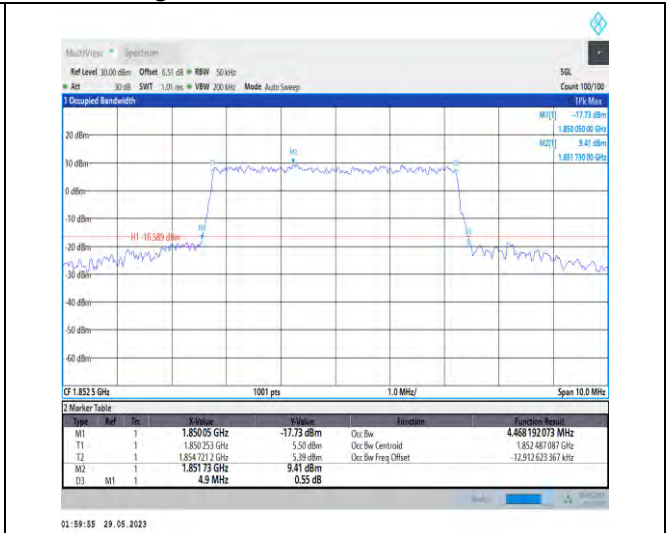 MultiView Spectrum
Ref Level 30.00 dBm Offset 6.51 dB RBW 50 kHz SGL
Att 30 dB SWT 1.01 ms VBW 200 kHz Mode Auto Sweep Count 100/100
1 Occupied Bandwidth 1Pk Max
M1[1] -17.73 dBm
1.850 050 00 GHz
M2[1] 9.41 dBm
1.851 730 00 GHz
20 dBm
M2
10 dBm
0 dBm
-10 dBm
H1 -16.589 dBm
-20 dBm
-30 dBm
-40 dBm
-50 dBm
-60 dBm
CF 1.852 5 GHz 1001 pts 1.0 MHz/ Span 10.0 MHz
2 Marker Table
Type Ref Trc X-Value Y-Value Function Function Result
M1 1 1.85005 GHz -17.73 dBm Occ Bw 4.468 192 073 MHz
T1 1 1.850 253 GHz 5.50 dBm Occ Bw Centroid 1.852 487 087 GHz
T2 1 1.854 721 2 GHz 5.39 dBm Occ Bw Freq Offset -12.912 623 367 kHz
M2 1 1.851 73 GHz 9.41 dBm
D3 M1 1 4.9 MHz 0.55 dB
01:59:55 29.05.2023